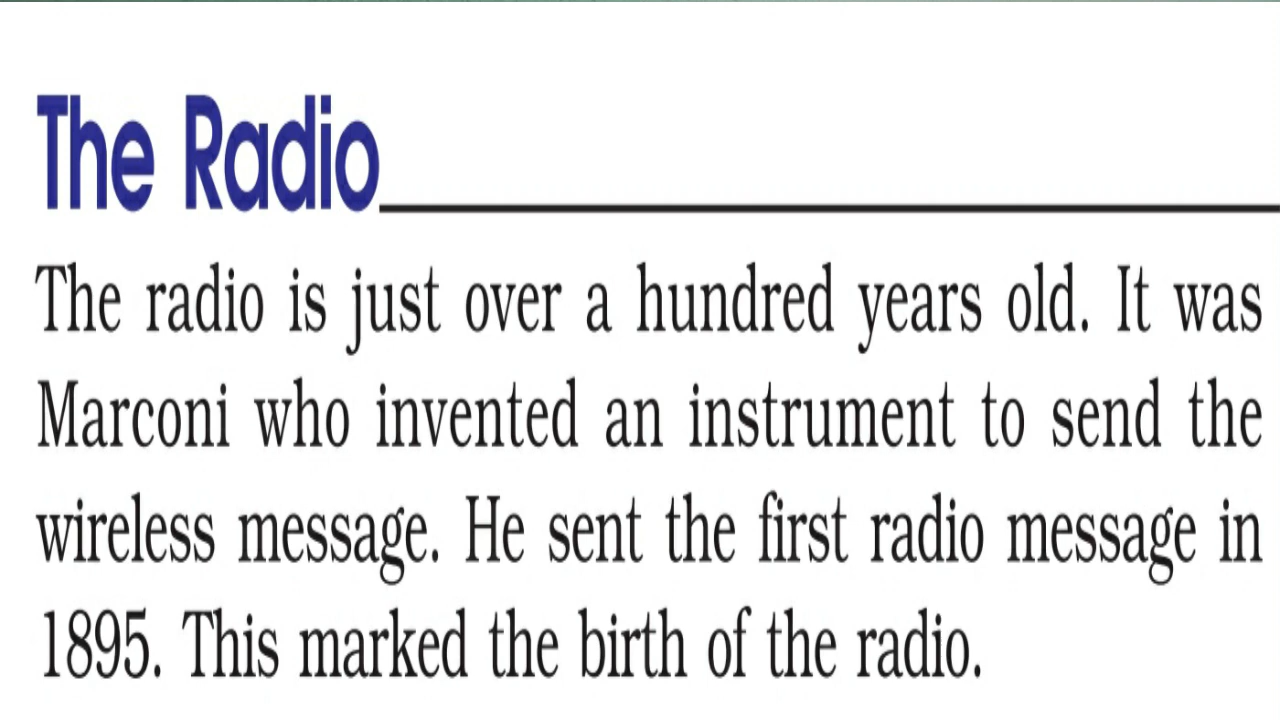 The Radio
The radio is just over a hundred years old. It was
Marconi who invented an instrument to send the
wireless message. He sent the first radio message in
1895. This marked the birth of the radio.